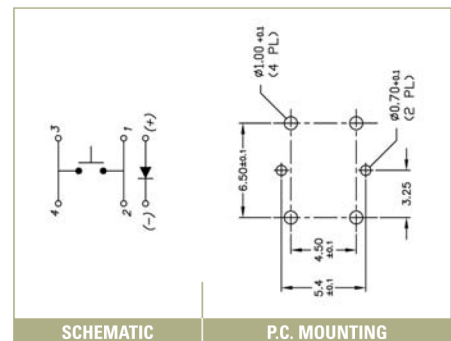 3
1
(+)
4
2
(-)
Ø1.00 +0.1
(4 PL)
Ø0.70+0.1
(2 PL)
6.50±0.1
3.25
4.50
±0.1
5.4
±0.1
SCHEMATIC
P.C. MOUNTING